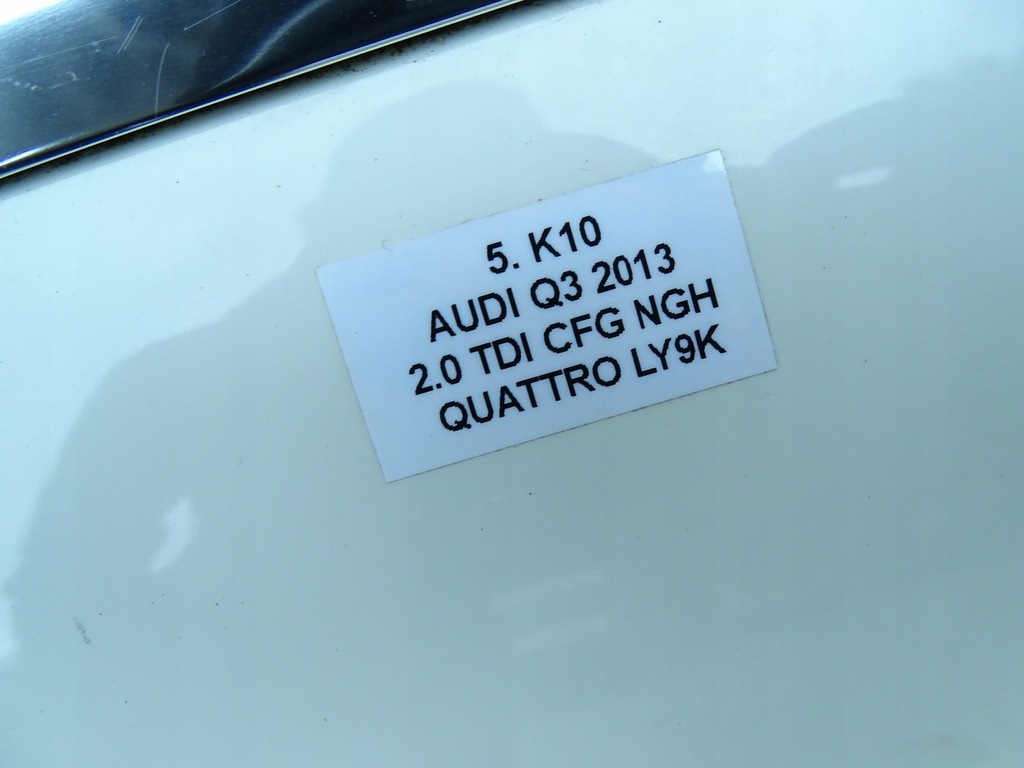 5. K10
AUDI Q3 2013
2.0 TDI CFG NGH
QUATTRO LY9K